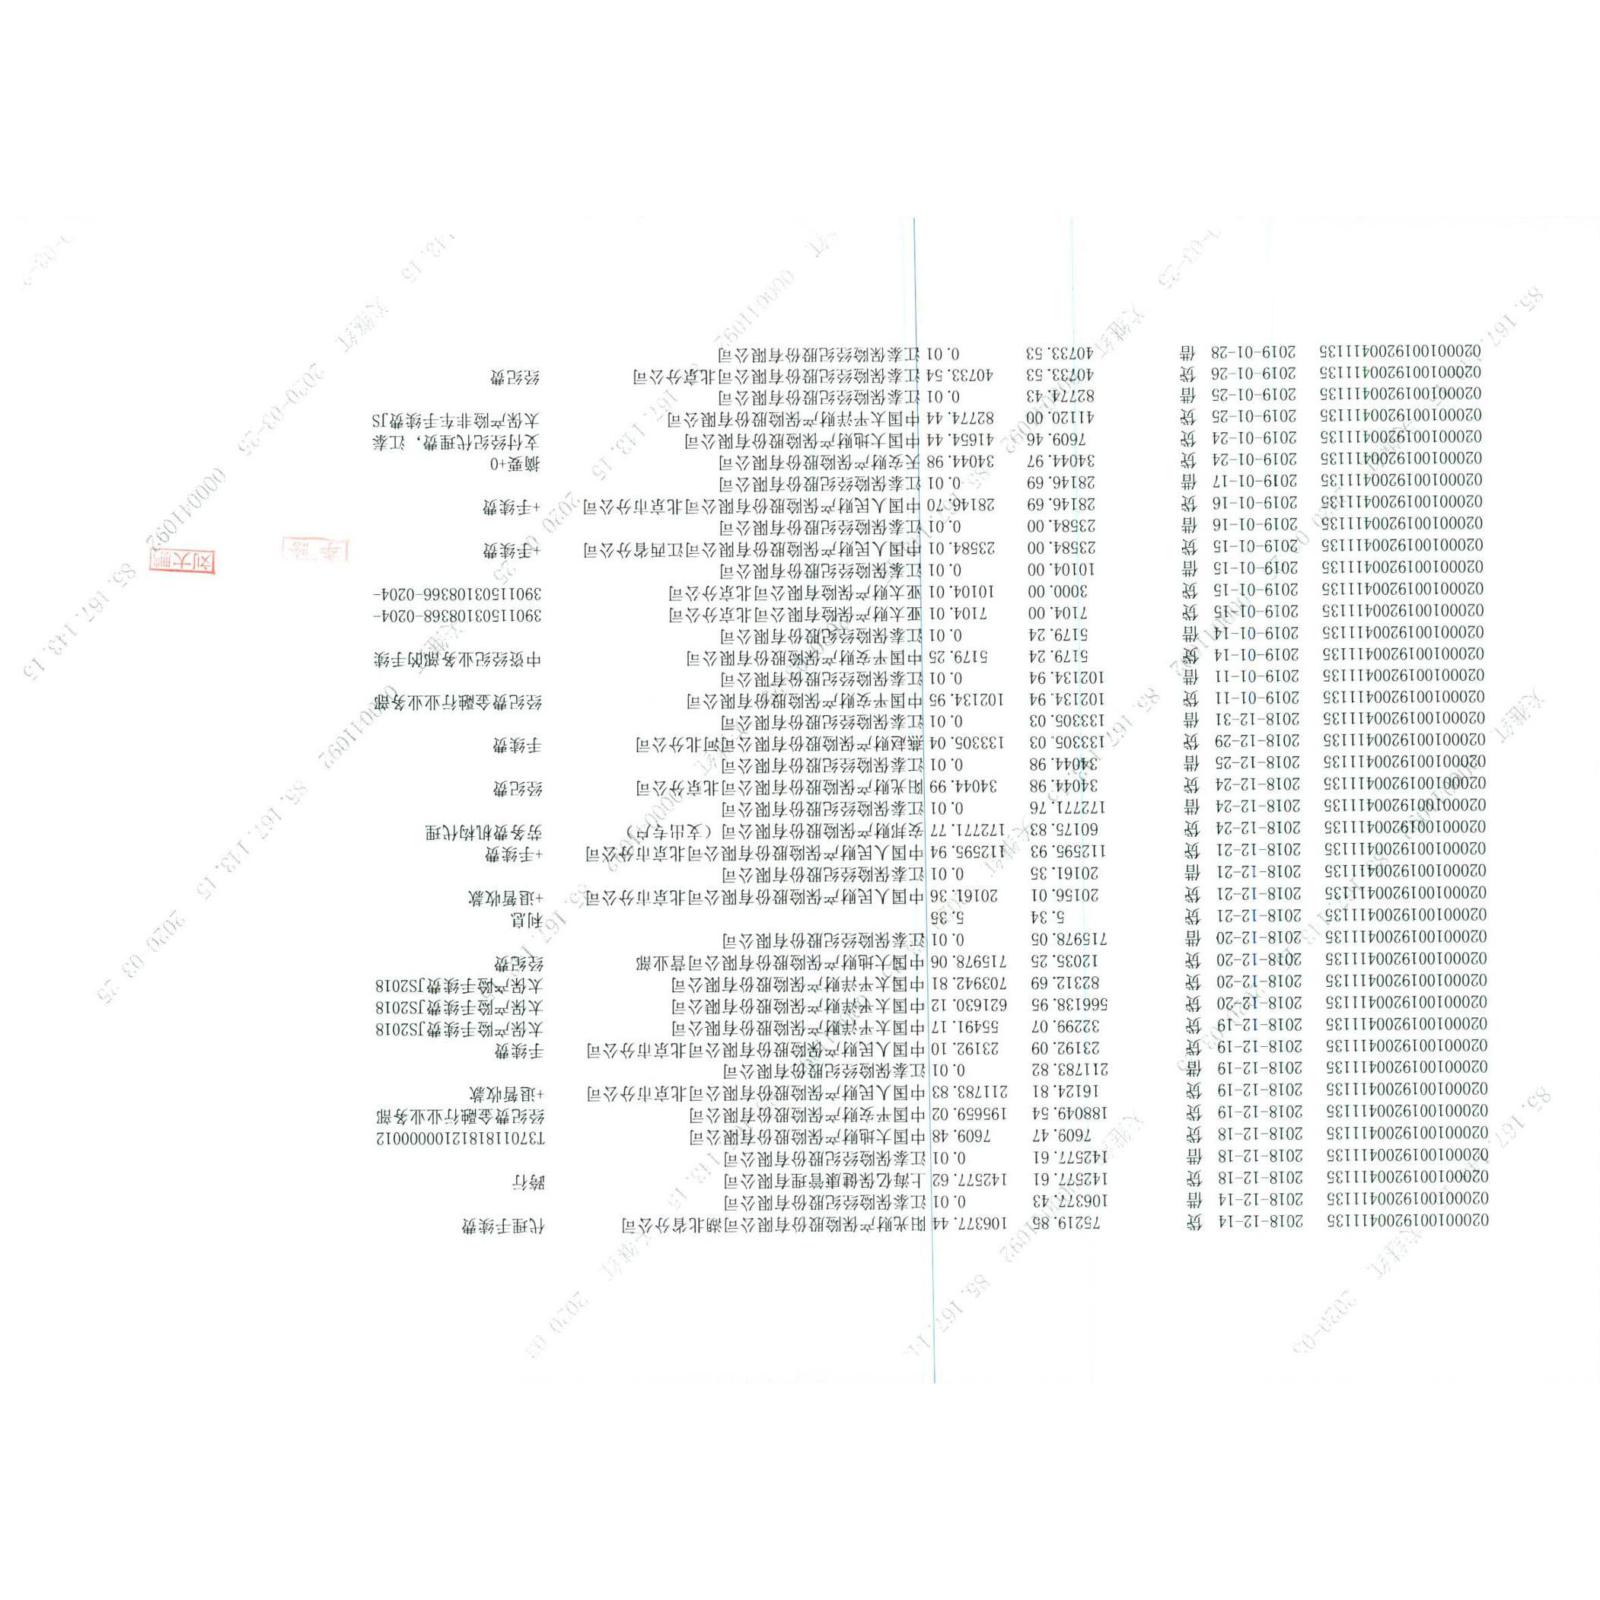 0200010019200411135 2018-12-14 贷 75219.85 106377.44 阳光财产保险股份有限公司湖北省分公司 代理手续费
0200010019200411135 2018-12-14 借 106377.43 0.01 江泰保险经纪股份有限公司
0200010019200411135 2018-12-18 贷 142577.61 142577.62 上海亿保健康管理有限公司 跨行
0200010019200411135 2018-12-18 借 142577.61 0.01 江泰保险经纪股份有限公司
0200010019200411135 2018-12-18 贷 7609.47 7609.48 中国大地财产保险股份有限公司 T370118181210000012
0200010019200411135 2018-12-19 贷 188049.54 195659.02 中国平安财产保险股份有限公司 经纪费金融行业业务部
0200010019200411135 2018-12-19 贷 16124.81 211783.83 中国人民财产保险股份有限公司北京市分公司 +退暂收款
0200010019200411135 2018-12-19 借 211783.82 0.01 江泰保险经纪股份有限公司
0200010019200411135 2018-12-19 贷 23192.09 23192.10 中国人民财产保险股份有限公司北京市分公司 手续费
0200010019200411135 2018-12-19 贷 32299.07 55491.17 中国太平洋财产保险股份有限公司 太保产险手续费JS2018
0200010019200411135 2018-12-20 贷 566138.95 621630.12 中国太平洋财产保险股份有限公司 太保产险手续费JS2018
0200010019200411135 2018-12-20 贷 82312.69 703942.81 中国太平洋财产保险股份有限公司 太保产险手续费JS2018
0200010019200411135 2018-12-20 贷 12035.25 715978.06 中国大地财产保险股份有限公司营业部 经纪费
0200010019200411135 2018-12-20 借 715978.05 0.01 江泰保险经纪股份有限公司
0200010019200411135 2018-12-21 贷 5.34 5.35 利息
0200010019200411135 2018-12-21 贷 20156.01 20161.36 中国人民财产保险股份有限公司北京市分公司 +退暂收款
0200010019200411135 2018-12-21 借 20161.35 0.01 江泰保险经纪股份有限公司
0200010019200411135 2018-12-21 贷 112595.93 112595.94 中国人民财产保险股份有限公司北京市分公司 +手续费
0200010019200411135 2018-12-24 贷 60175.83 172771.77 安邦财产保险股份有限公司（支出专户） 劳务费机构代理
0200010019200411135 2018-12-24 借 172771.76 0.01 江泰保险经纪股份有限公司
0200010019200411135 2018-12-24 贷 34044.98 34044.99 阳光财产保险股份有限公司北京分公司 经纪费
0200010019200411135 2018-12-25 借 34044.98 0.01 江泰保险经纪股份有限公司
0200010019200411135 2018-12-29 贷 133305.03 133305.04 燕赵财产保险股份有限公司河北分公司 手续费
0200010019200411135 2018-12-31 借 133305.03 0.01 江泰保险经纪股份有限公司
0200010019200411135 2019-01-11 贷 102134.94 102134.95 中国平安财产保险股份有限公司 经纪费金融行业业务部
0200010019200411135 2019-01-11 借 102134.94 0.01 江泰保险经纪股份有限公司
0200010019200411135 2019-01-14 贷 5179.24 5179.25 中国平安财产保险股份有限公司 中资经纪业务部的手续
0200010019200411135 2019-01-14 借 5179.24 0.01 江泰保险经纪股份有限公司
0200010019200411135 2019-01-15 贷 7104.00 7104.01 亚太财产保险有限公司北京分公司 3901150310​8368-0204-
0200010019200411135 2019-01-15 贷 3000.00 10104.01 亚太财产保险有限公司北京分公司 39011503108366-0204-
0200010019200411135 2019-01-15 借 10104.00 0.01 江泰保险经纪股份有限公司
0200010019200411135 2019-01-15 贷 23584.00 23584.01 中国人民财产保险股份有限公司江西省分公司 +手续费
0200010019200411135 2019-01-16 借 23584.00 0.01 江泰保险经纪股份有限公司
0200010019200411135 2019-01-16 贷 28146.69 28146.70 中国人民财产保险股份有限公司北京市分公司 +手续费
0200010019200411135 2019-01-17 借 28146.69 0.01 江泰保险经纪股份有限公司
0200010019200411135 2019-01-24 贷 34044.97 34044.98 天安财产保险股份有限公司 摘要+0
0200010019200411135 2019-01-24 贷 7609.46 41654.44 中国大地财产保险股份有限公司 支付经纪代理费，江泰
0200010019200411135 2019-01-25 贷 41120.00 82774.44 中国太平洋财产保险股份有限公司 太保产险非车手续费JS
0200010019200411135 2019-01-25 借 82774.43 0.01 江泰保险经纪股份有限公司
0200010019200411135 2019-01-26 贷 40733.53 40733.54 江泰保险经纪股份有限公司北京分公司 经纪费
0200010019200411135 2019-01-28 借 40733.53 0.01 江泰保险经纪股份有限公司
刘大鹏